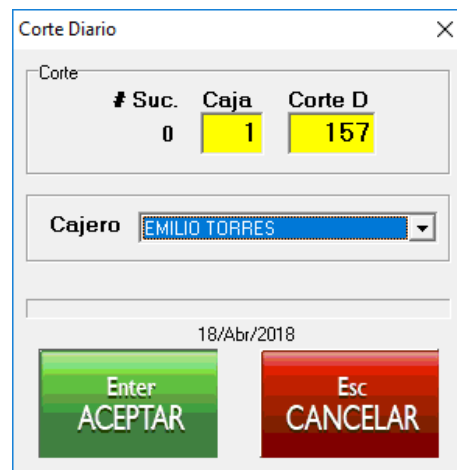 Corte Diario
Corte
# Suc. Caja Corte D
0 1 157
Cajero EMILIO TORRES
18/Abr/2018
Enter Esc
ACEPTAR CANCELAR